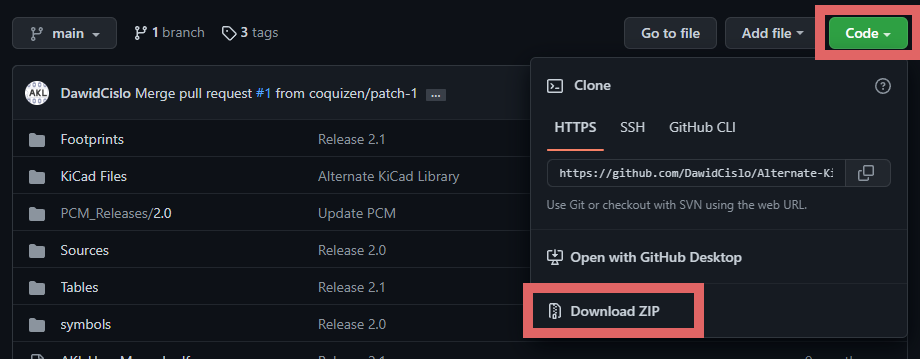 main
1 branch
3 tags
Go to file
Add file
Code
AKL
DawidCislo Merge pull request #1 from coquizen/patch-1 ...
Footprints Release 2.1
KiCad Files Alternate KiCad Library
PCM_Releases/2.0 Update PCM
Sources Release 2.0
Tables Release 2.1
symbols Release 2.0
Clone
HTTPS SSH GitHub CLI
https://github.com/DawidCislo/Alternate-Ki
Use Git or checkout with SVN using the web URL.
Open with GitHub Desktop
Download ZIP